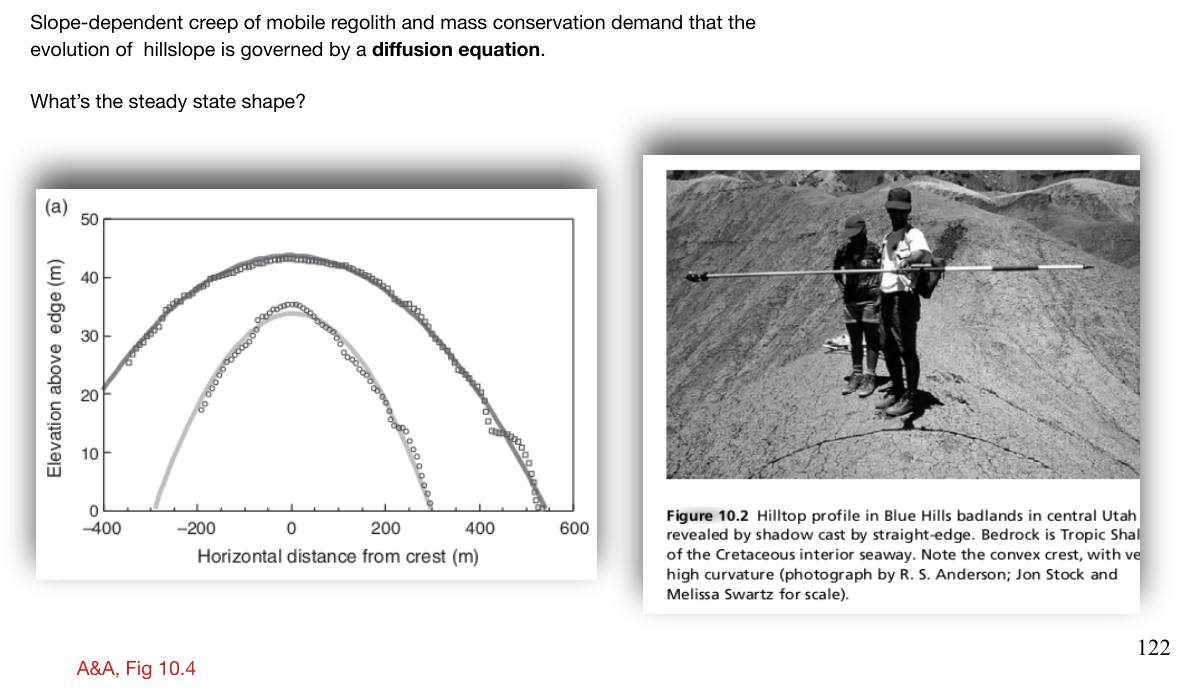 Slope-dependent creep of mobile regolith and mass conservation demand that the
evolution of hillslope is governed by a diffusion equation.
What's the steady state shape?
(a)
50
40
30
20
10
0
Elevation above edge (m)
−400
−200
0
200
400
600
Horizontal distance from crest (m)
Figure 10.2 Hilltop profile in Blue Hills badlands in central Utah
revealed by shadow cast by straight-edge. Bedrock is Tropic Shal
of the Cretaceous interior seaway. Note the convex crest, with ve
high curvature (photograph by R. S. Anderson; Jon Stock and
Melissa Swartz for scale).
A&A, Fig 10.4
122